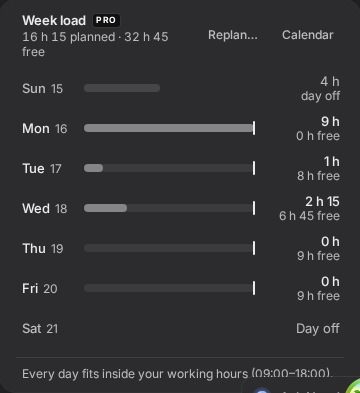 Week load PRO
16 h 15 planned · 32 h 45 free
Replan... Calendar
Sun 15 4 h
day off
Mon 16 9 h
0 h free
Tue 17 1 h
8 h free
Wed 18 2 h 15
6 h 45 free
Thu 19 0 h
9 h free
Fri 20 0 h
9 h free
Sat 21 Day off
Every day fits inside your working hours (09:00–18:00).